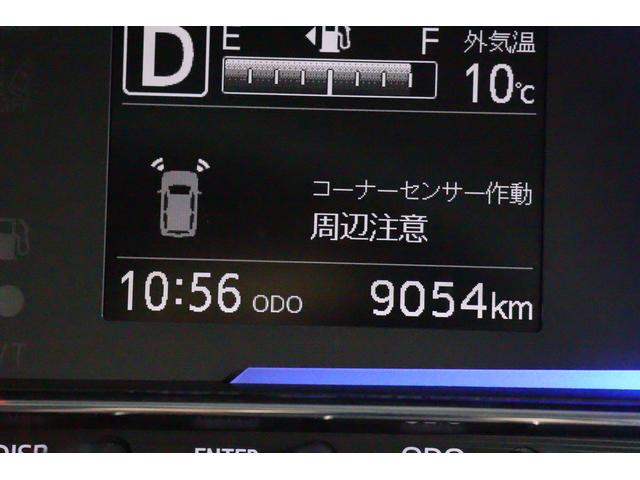 D E F 外気温
10℃
コーナーセンサー作動
周辺注意
10:56 ODO 9054km
DISP ENTER ODO